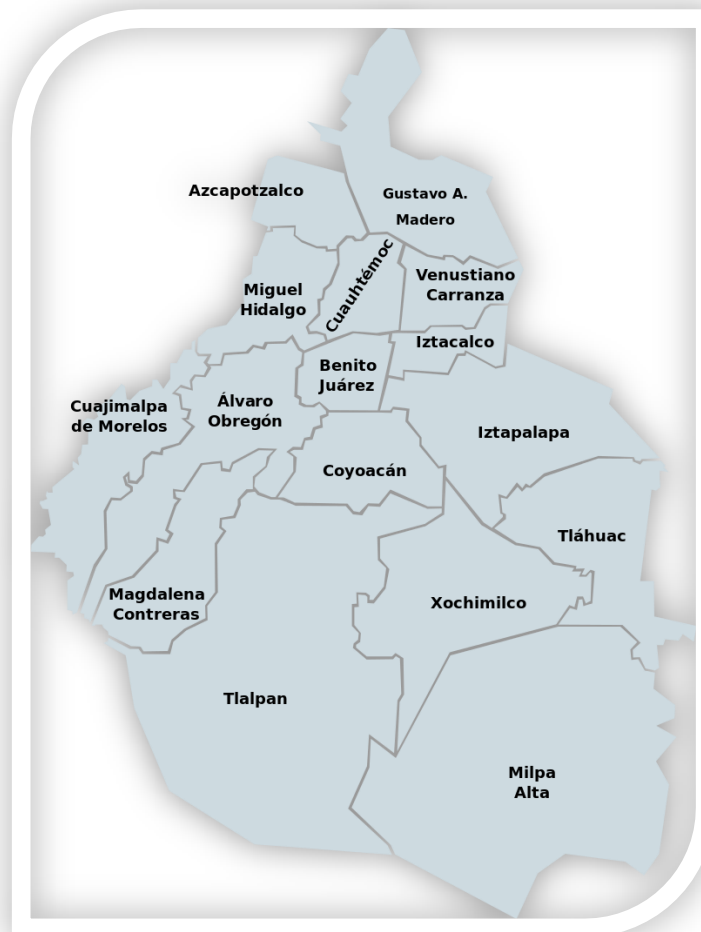 Azcapotzalco
Gustavo A.
Madero
Miguel
Hidalgo
Cuauhtémoc
Venustiano
Carranza
Iztacalco
Benito
Juárez
Cuajimalpa
de Morelos
Álvaro
Obregón
Iztapalapa
Coyoacán
Tláhuac
Magdalena
Contreras
Xochimilco
Tlalpan
Milpa
Alta